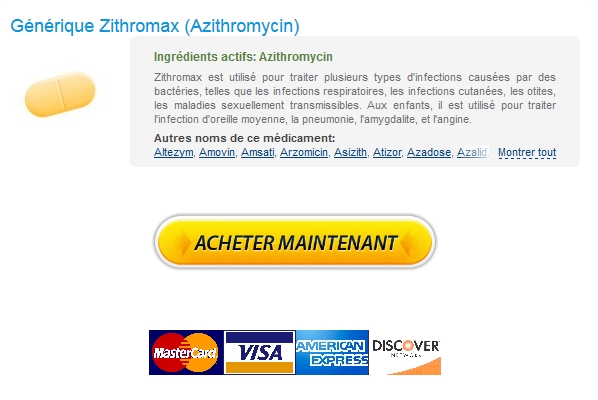 Générique Zithromax (Azithromycin)
Ingrédients actifs: Azithromycin
Zithromax est utilisé pour traiter plusieurs types d'infections causées par des
bactéries, telles que les infections respiratoires, les infections cutanées, les otites,
les maladies sexuellement transmissibles. Aux enfants, il est utilisé pour traiter
l'infection d'oreille moyenne, la pneumonie, l'amygdalite, et l'angine.
Autres noms de ce médicament:
Altezym, Amovin, Amsati, Arzomicin, Asizith, Atizor, Azadose, Azalid Montrer tout
ACHETER MAINTENANT
MasterCard VISA AMERICAN EXPRESS DISCOVER NETWORK